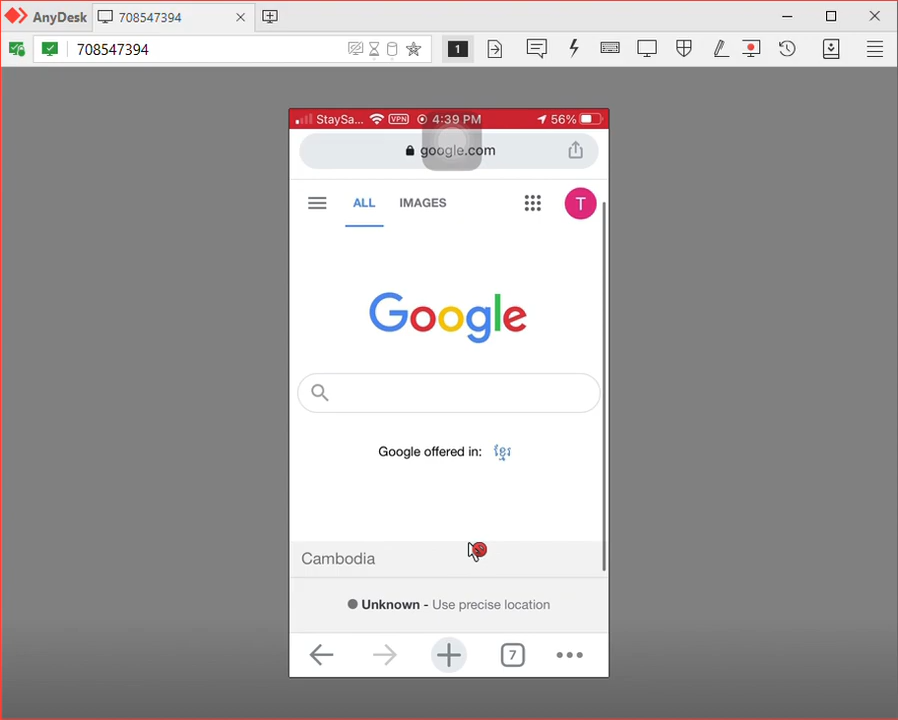 AnyDesk
708547394
708547394
1
StaySa... VPN 4:39 PM 56%
google.com
ALL IMAGES
T
Google
Google offered in: ខ្មែរ
Cambodia
Unknown - Use precise location
7